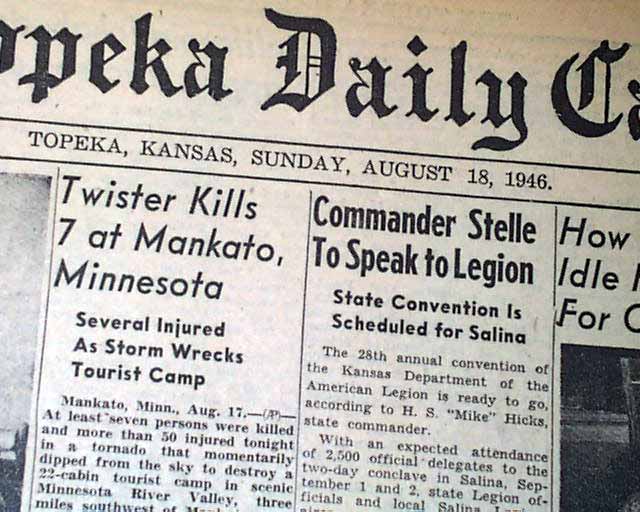 Daily
TOPEKA, KANSAS, SUNDAY, AUGUST 18, 1946.
Twister Kills
7 at Mankato,
Minnesota
Several Injured
As Storm Wrecks
Tourist Camp
Mankato, Minn., Aug. 17.—(AP)—
At least seven persons were killed
and more than 50 injured tonight
in a tornado that momentarily
dipped from the sky to destroy a
22-cabin tourist camp in scenic
Minnesota River Valley, three
miles southwest of
Commander Stelle
To Speak to Legion
State Convention Is
Scheduled for Salina
The 28th annual convention of
the Kansas Department of the
American Legion is ready to go,
according to H. S. "Mike" Hicks,
state commander.
With an expected attendance
of 2,500 official delegates to the
two-day conclave in Salina, Sep-
tember 1 and 2, state Legion of-
ficials and local Salina
How
Idle
For